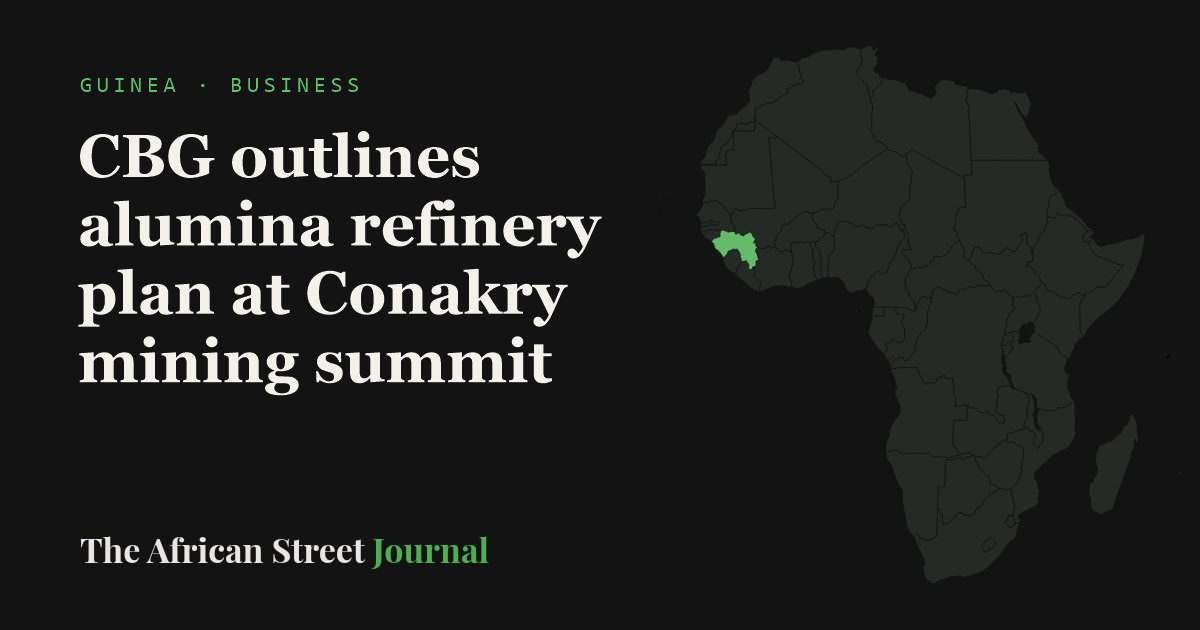 GUINEA · BUSINESS
CBG outlines
alumina refinery
plan at Conakry
mining summit
The African Street Journal